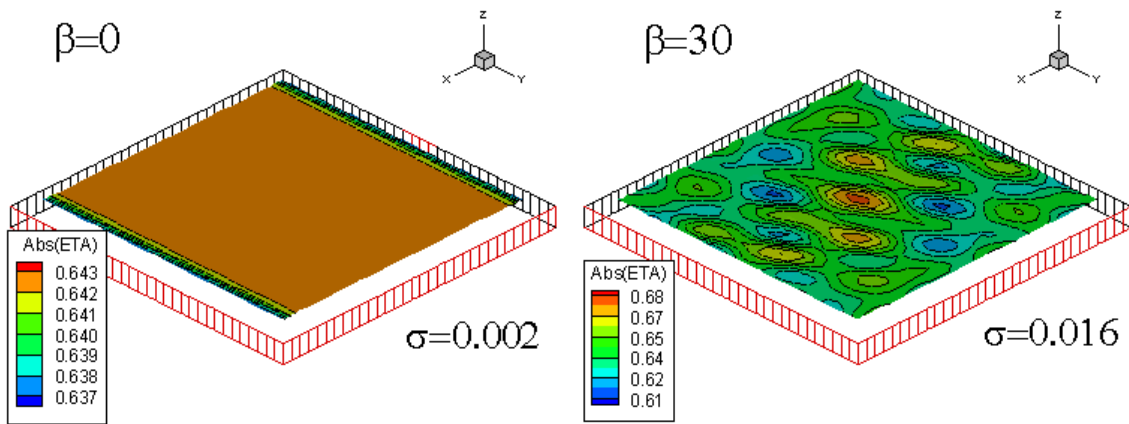 β=0
Z
X
Y
Abs(ETA)
0.643
0.642
0.641
0.640
0.639
0.638
0.637
σ=0.002
β=30
Z
X
Y
Abs(ETA)
0.68
0.67
0.65
0.64
0.62
0.61
σ=0.016